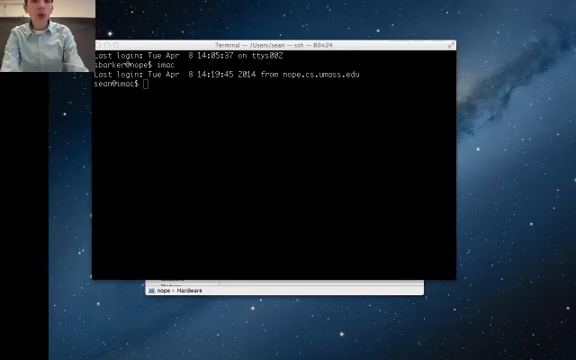 Terminal — /Users/sean — ssh — 80×24
Last login: Tue Apr  8 14:05:37 on ttys002
sbarker@nope$ imac
Last login: Tue Apr  8 14:19:45 2014 from nope.cs.umass.edu
sean@imac$
nope ▸ Hardware